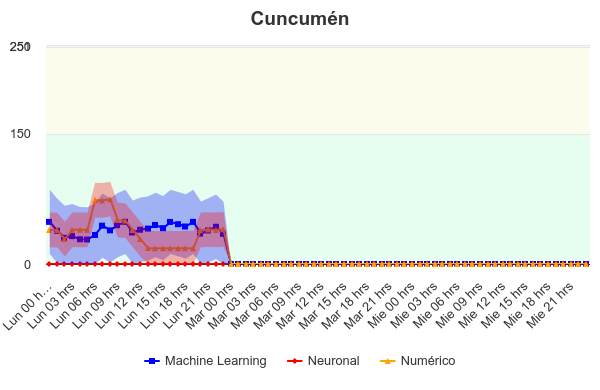 Cuncumén
250
150
0
Lun 00 h...
Lun 03 hrs
Lun 06 hrs
Lun 09 hrs
Lun 12 hrs
Lun 15 hrs
Lun 18 hrs
Lun 21 hrs
Mar 00 hrs
Mar 03 hrs
Mar 06 hrs
Mar 09 hrs
Mar 12 hrs
Mar 15 hrs
Mar 18 hrs
Mar 21 hrs
Mie 00 hrs
Mie 03 hrs
Mie 06 hrs
Mie 09 hrs
Mie 12 hrs
Mie 15 hrs
Mie 18 hrs
Mie 21 hrs
Machine Learning Neuronal Numérico